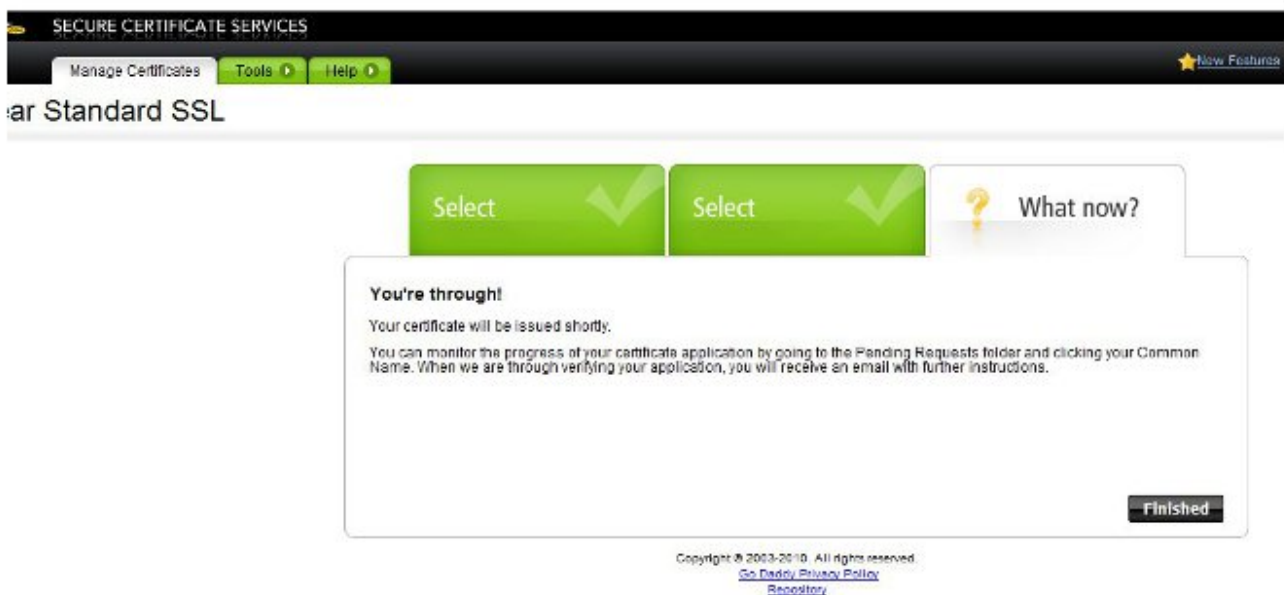 SECURE CERTIFICATE SERVICES
Manage Certificates Tools Help New Features
ar Standard SSL
Select Select ? What now?
You're through!
Your certificate will be issued shortly.
You can monitor the progress of your certificate application by going to the Pending Requests folder and clicking your Common
Name. When we are through verifying your application, you will receive an email with further instructions.
Finished
Copyright © 2003-2010. All rights reserved.
Go Daddy Privacy Policy
Repository